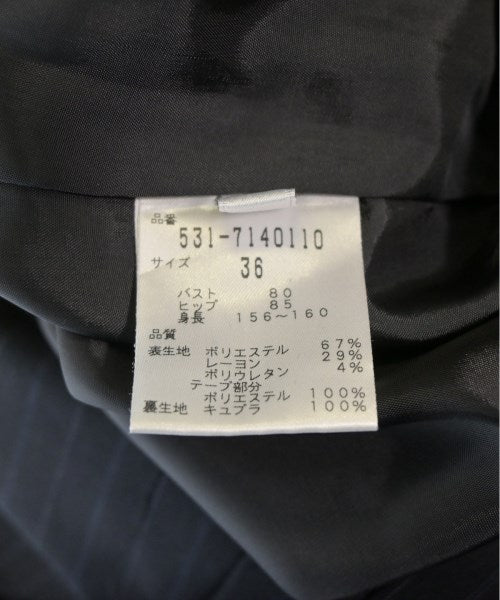 品番
531-7140110
サイズ 36
バスト 80
ヒップ 85
身長 156～160
品質
表生地 ポリエステル 67%
レーヨン 29%
ポリウレタン 4%
テープ部分
ポリエステル 100%
裏生地 キュプラ 100%